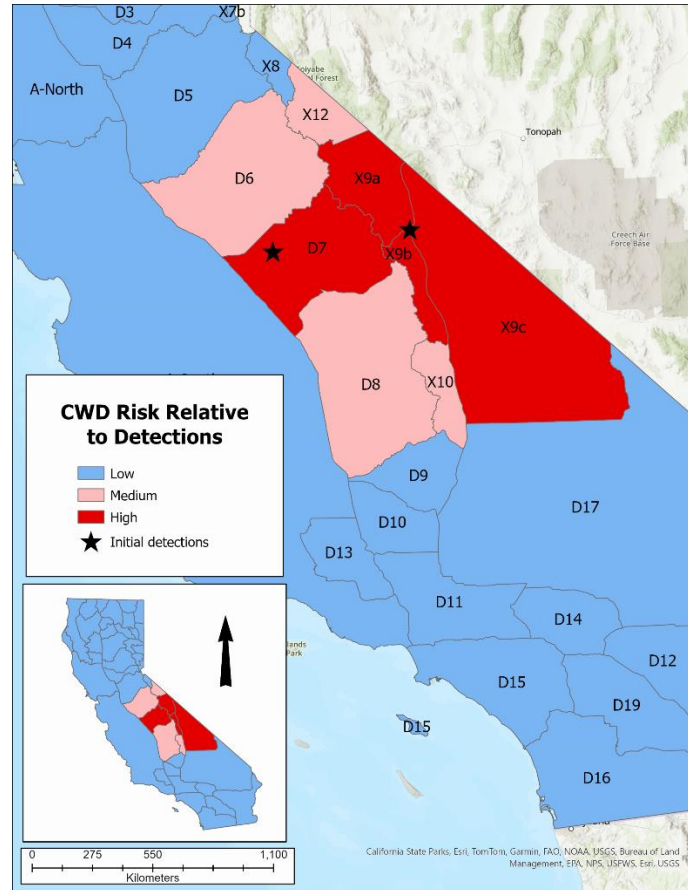 D3
X7b
D4
X8
Forest
A-North
D5
X12
Tonopah
D6
X9a
Creech Air
Force Base
D7
X9b
X9c
D8
X10
CWD Risk Relative
to Detections
Low
Medium
High
Initial detections
D9
D17
D10
D13
D11
D14
D12
lands
Park
D15
D19
D15
D16
California State Parks, Esri, TomTom, Garmin, FAO, NOAA, USGS, Bureau of Land
Management, EPA, NPS, USFWS, Esri, USGS
0 275 550 1,100
Kilometers